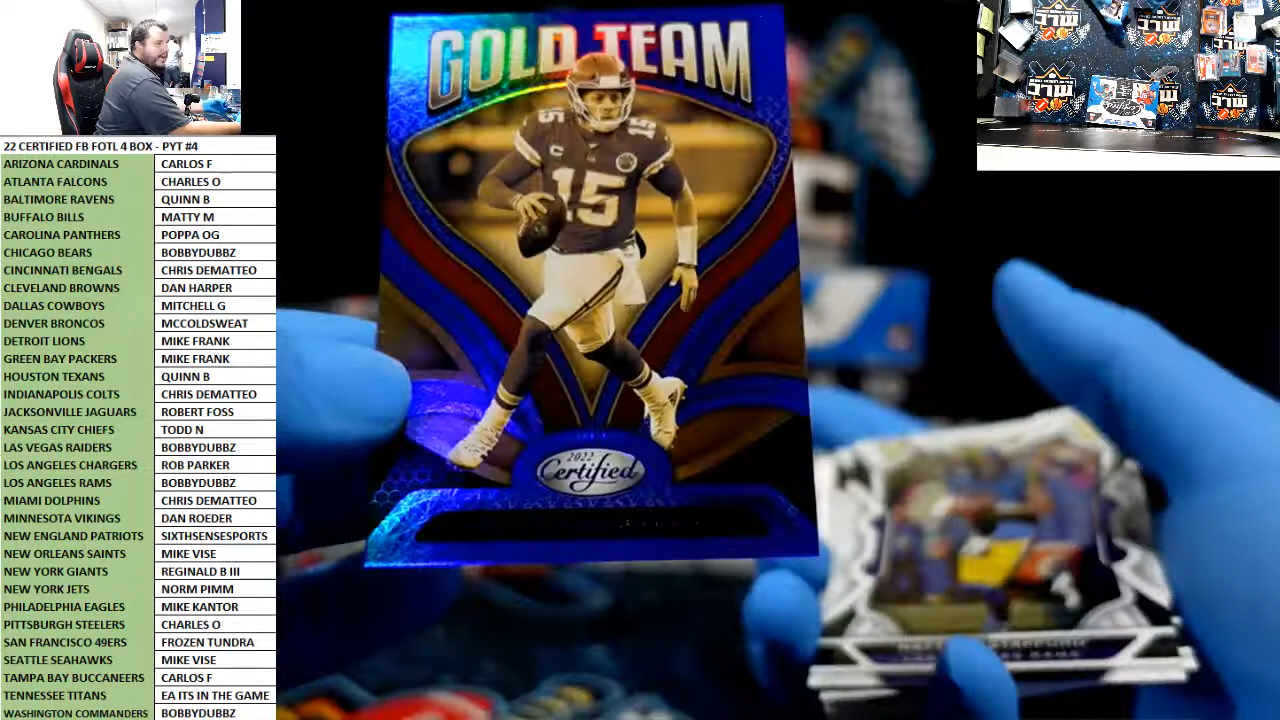 22 CERTIFIED FB FOTL 4 BOX - PYT #4
ARIZONA CARDINALS CARLOS F
ATLANTA FALCONS CHARLES O
BALTIMORE RAVENS QUINN B
BUFFALO BILLS MATTY M
CAROLINA PANTHERS POPPA OG
CHICAGO BEARS BOBBYDUBBZ
CINCINNATI BENGALS CHRIS DEMATTEO
CLEVELAND BROWNS DAN HARPER
DALLAS COWBOYS MITCHELL G
DENVER BRONCOS MCCOLDSWEAT
DETROIT LIONS MIKE FRANK
GREEN BAY PACKERS MIKE FRANK
HOUSTON TEXANS QUINN B
INDIANAPOLIS COLTS CHRIS DEMATTEO
JACKSONVILLE JAGUARS ROBERT FOSS
KANSAS CITY CHIEFS TODD N
LAS VEGAS RAIDERS BOBBYDUBBZ
LOS ANGELES CHARGERS ROB PARKER
LOS ANGELES RAMS BOBBYDUBBZ
MIAMI DOLPHINS CHRIS DEMATTEO
MINNESOTA VIKINGS DAN ROEDER
NEW ENGLAND PATRIOTS SIXTHSENSESPORTS
NEW ORLEANS SAINTS MIKE VISE
NEW YORK GIANTS REGINALD B III
NEW YORK JETS NORM PIMM
PHILADELPHIA EAGLES MIKE KANTOR
PITTSBURGH STEELERS CHARLES O
SAN FRANCISCO 49ERS FROZEN TUNDRA
SEATTLE SEAHAWKS MIKE VISE
TAMPA BAY BUCCANEERS CARLOS F
TENNESSEE TITANS EA ITS IN THE GAME
WASHINGTON COMMANDERS BOBBYDUBBZ
GOLD TEAM
15 15
C
15
2022
Certified